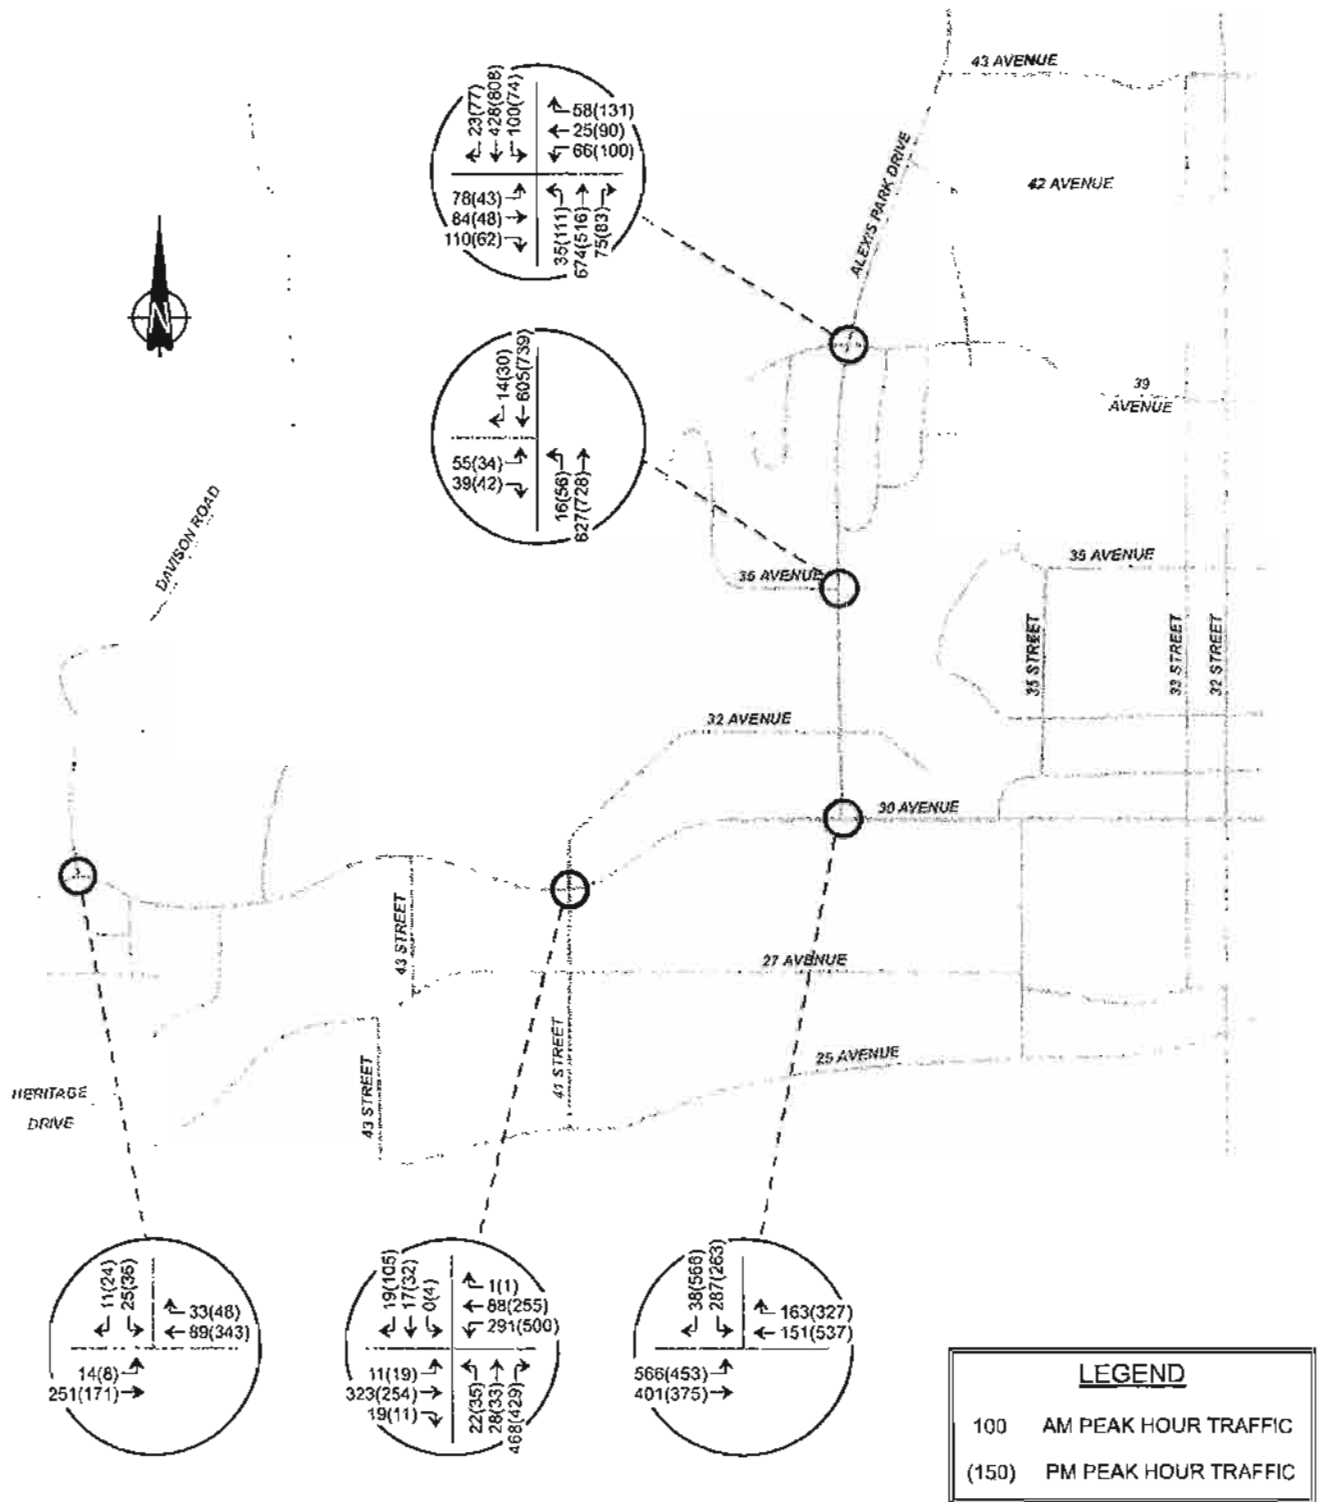 43 AVENUE
23(77)
428(808)
100(74)
58(131)
25(90)
66(100)
78(43)
84(48)
110(62)
35(111)
674(516)
75(83)
ALEXIS PARK DRIVE
42 AVENUE
N
14(30)
605(739)
55(34)
39(42)
16(56)
627(728)
39
AVENUE
DAVISON ROAD
35 AVENUE
35 AVENUE
35 STREET
33 STREET
32 STREET
32 AVENUE
30 AVENUE
43 STREET
27 AVENUE
41 STREET
25 AVENUE
43 STREET
HERITAGE
DRIVE
11(24)
25(36)
33(48)
89(343)
14(8)
251(171)
19(105)
17(32)
0(4)
1(1)
88(255)
291(500)
11(19)
323(254)
19(11)
22(35)
28(33)
468(429)
38(566)
287(263)
163(327)
151(537)
566(453)
401(375)
LEGEND
100 AM PEAK HOUR TRAFFIC
(150) PM PEAK HOUR TRAFFIC